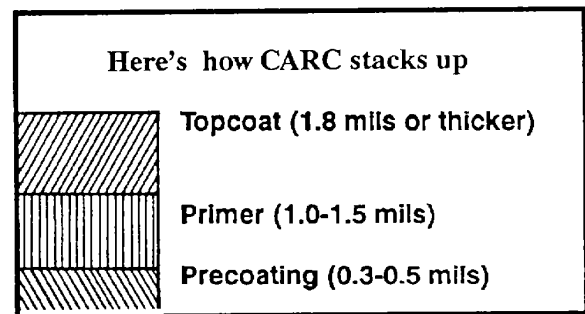 Here's how CARC stacks up
Topcoat (1.8 mils or thicker)
Primer (1.0-1.5 mils)
Precoating (0.3-0.5 mils)